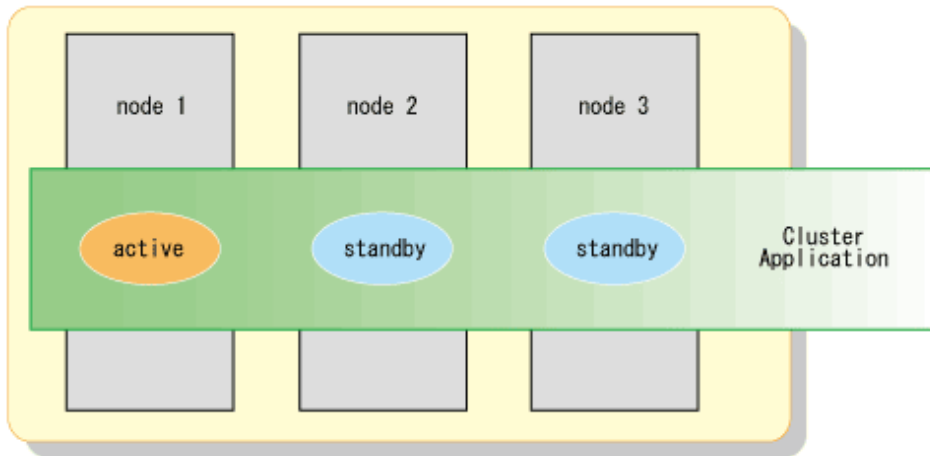 node 1
node 2
node 3
active
standby
standby
Cluster
Application